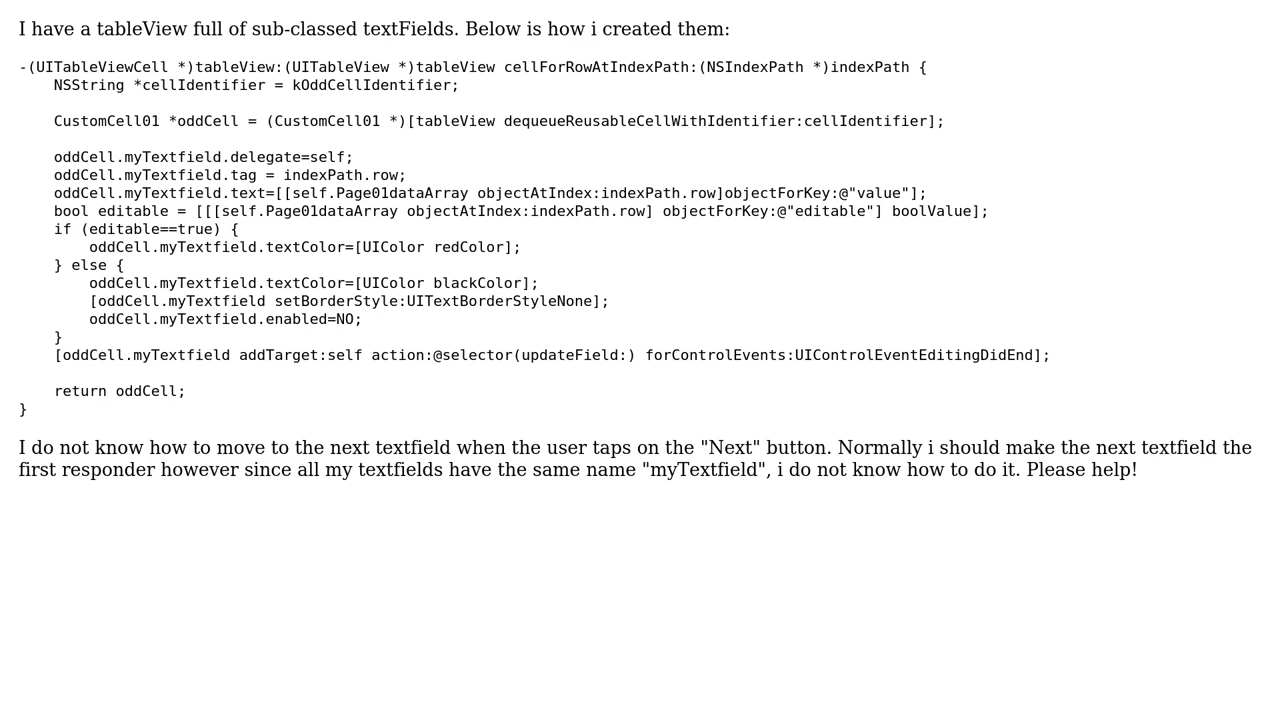 I have a tableView full of sub-classed textFields. Below is how i created them:
-(UITableViewCell *)tableView:(UITableView *)tableView cellForRowAtIndexPath:(NSIndexPath *)indexPath {
    NSString *cellIdentifier = kOddCellIdentifier;
    CustomCell01 *oddCell = (CustomCell01 *)[tableView dequeueReusableCellWithIdentifier:cellIdentifier];
    oddCell.myTextfield.delegate=self;
    oddCell.myTextfield.tag = indexPath.row;
    oddCell.myTextfield.text=[[self.Page01dataArray objectAtIndex:indexPath.row]objectForKey:@"value"];
    bool editable = [[[self.Page01dataArray objectAtIndex:indexPath.row] objectForKey:@"editable"] boolValue];
    if (editable==true) {
        oddCell.myTextfield.textColor=[UIColor redColor];
    } else {
        oddCell.myTextfield.textColor=[UIColor blackColor];
        [oddCell.myTextfield setBorderStyle:UITextBorderStyleNone];
        oddCell.myTextfield.enabled=NO;
    }
    [oddCell.myTextfield addTarget:self action:@selector(updateField:) forControlEvents:UIControlEventEditingDidEnd];
    return oddCell;
}
I do not know how to move to the next textfield when the user taps on the "Next" button. Normally i should make the next textfield the
first responder however since all my textfields have the same name "myTextfield", i do not know how to do it. Please help!